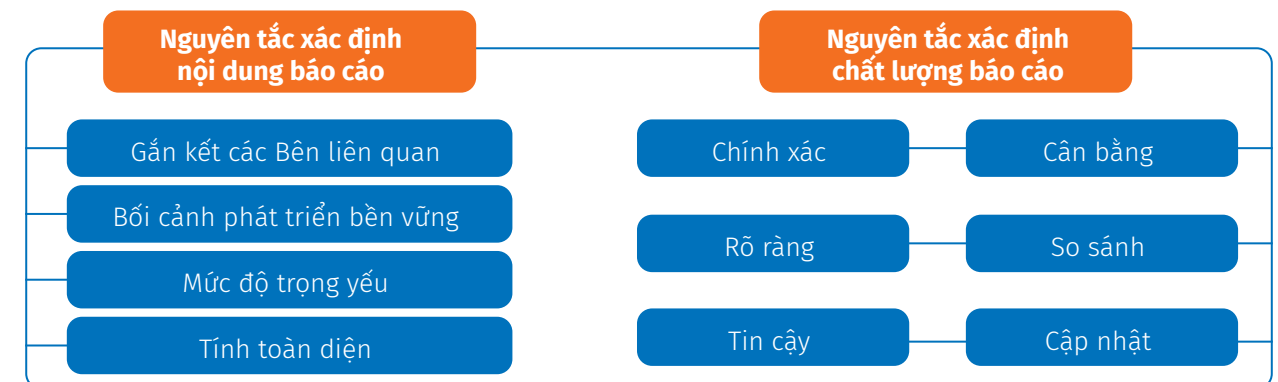 Nguyên tắc xác định
nội dung báo cáo
Gắn kết các Bên liên quan
Bối cảnh phát triển bền vững
Mức độ trọng yếu
Tính toàn diện
Nguyên tắc xác định
chất lượng báo cáo
Chính xác
Cân bằng
Rõ ràng
So sánh
Tin cậy
Cập nhật